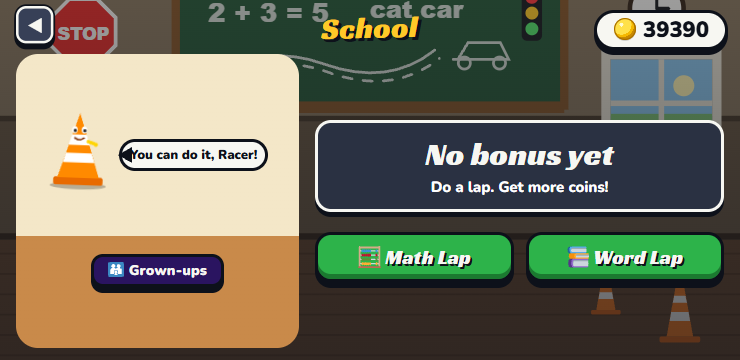 2 + 3 = 5 cat car
STOP
School
39390
You can do it, Racer!
No bonus yet
Do a lap. Get more coins!
Grown-ups
Math Lap
Word Lap